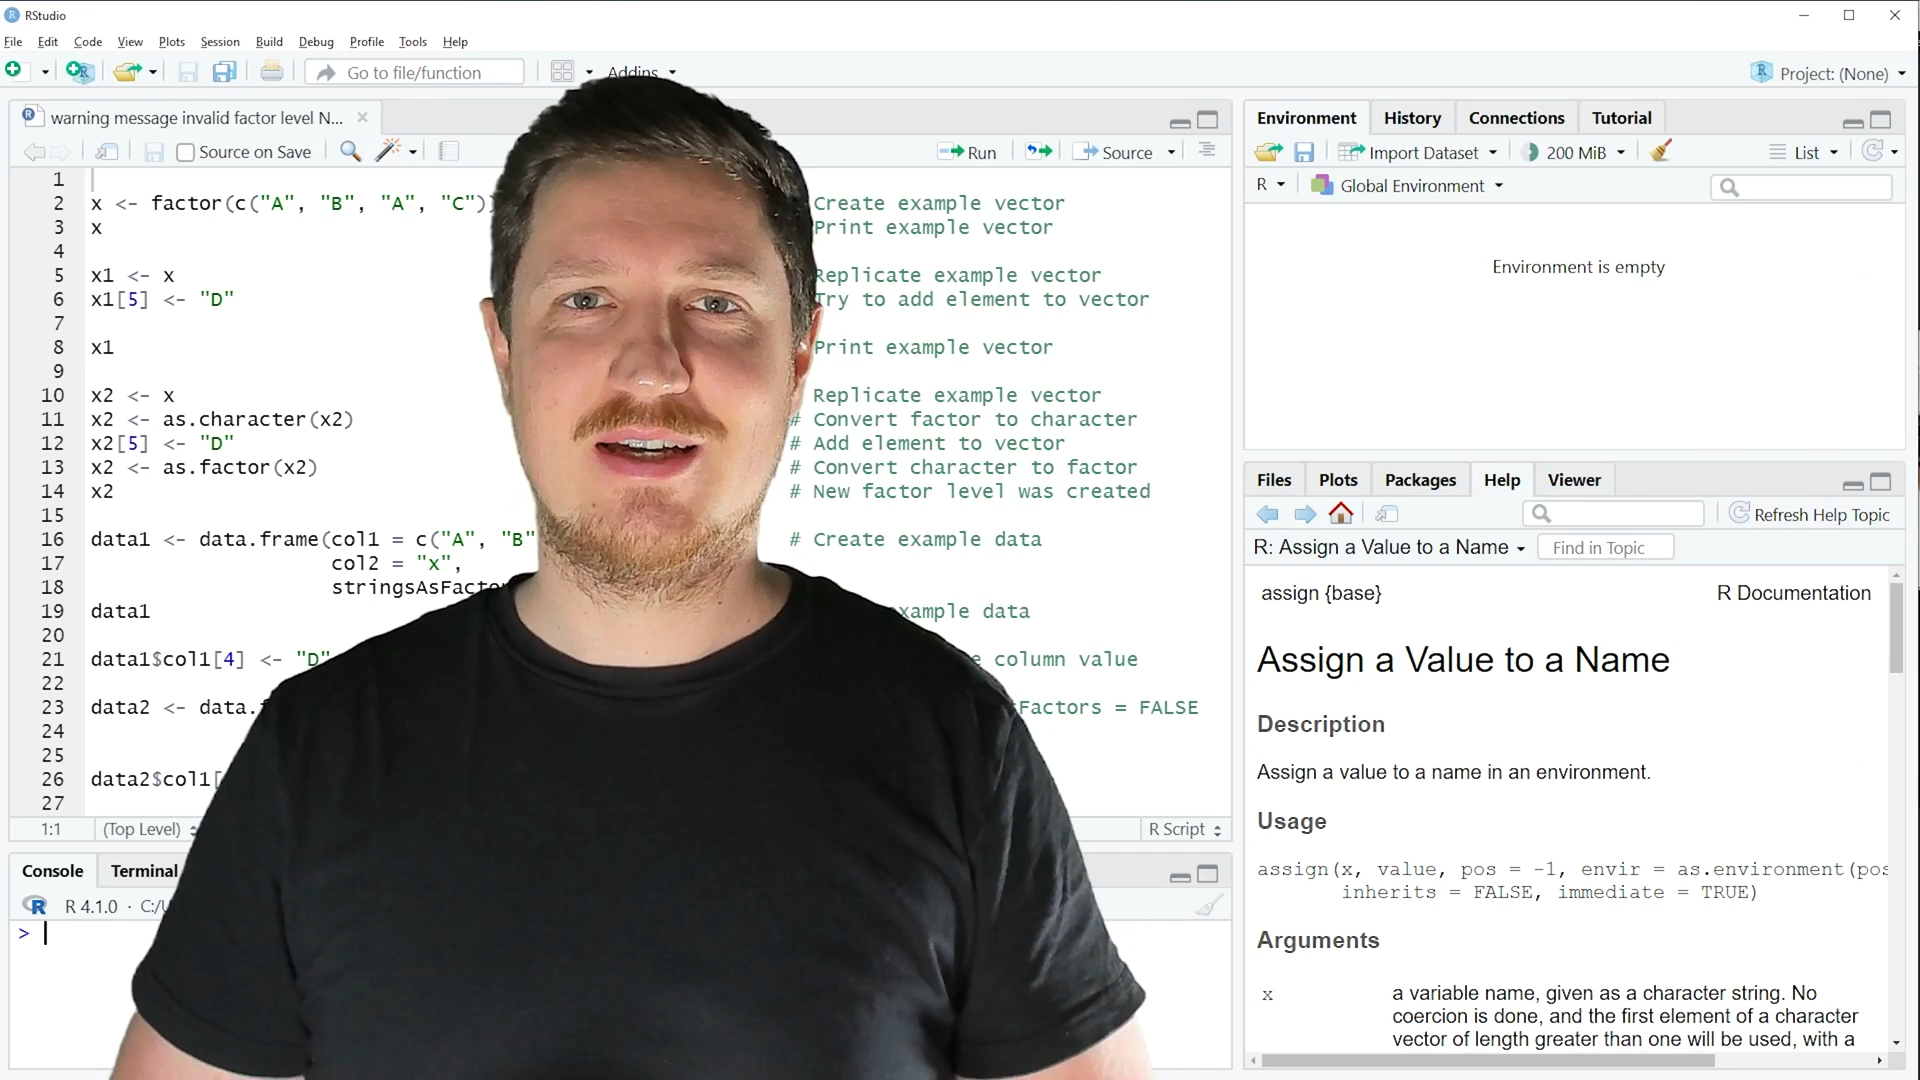 RStudio
File Edit Code View Plots Session Build Debug Profile Tools Help
Go to file/function
Addins
Project: (None)
warning message invalid factor level N...
Source on Save
Run
Source
1
2 x <- factor(c("A", "B", "A", "C")) Create example vector
3 x Print example vector
4
5 x1 <- x Replicate example vector
6 x1[5] <- "D" Try to add element to vector
7
8 x1 Print example vector
9
10 x2 <- x Replicate example vector
11 x2 <- as.character(x2) # Convert factor to character
12 x2[5] <- "D" # Add element to vector
13 x2 <- as.factor(x2) # Convert character to factor
14 x2 # New factor level was created
15
16 data1 <- data.frame(col1 = c("A", "B" # Create example data
17 col2 = "x",
18 stringsAsFacto
19 data1 example data
20
21 data1$col1[4] <- "D" column value
22
23 data2 <- data. sFactors = FALSE
24
25
26 data2$col1[
27
1:1 (Top Level) R Script
Console Terminal
R 4.1.0 · C:/U
>
Environment History Connections Tutorial
Import Dataset 200 MiB List
R Global Environment
Environment is empty
Files Plots Packages Help Viewer
Refresh Help Topic
R: Assign a Value to a Name Find in Topic
assign {base} R Documentation
Assign a Value to a Name
Description
Assign a value to a name in an environment.
Usage
assign(x, value, pos = -1, envir = as.environment(pos
inherits = FALSE, immediate = TRUE)
Arguments
x a variable name, given as a character string. No
coercion is done, and the first element of a character
vector of length greater than one will be used, with a